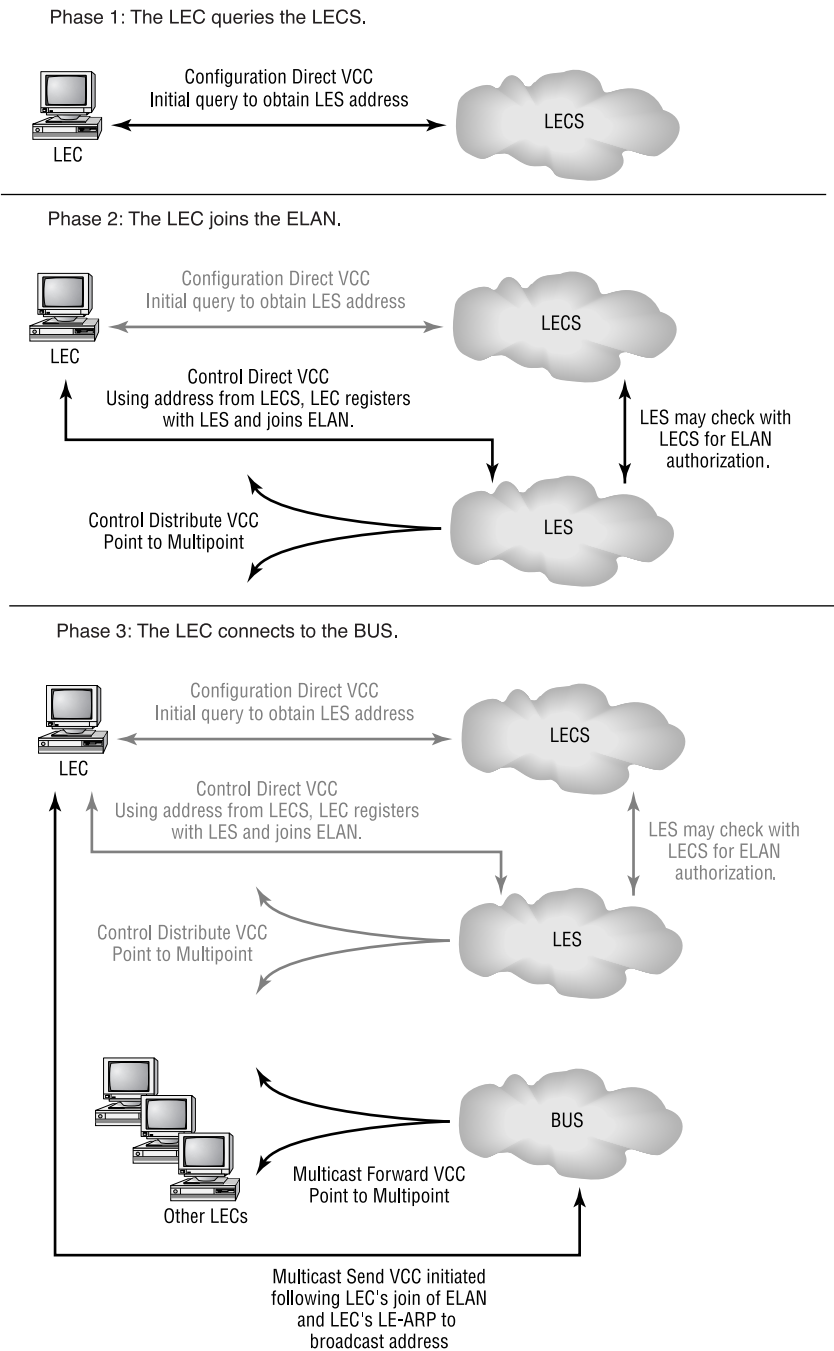 Phase 1: The LEC queries the LECS.
Configuration Direct VCC
Initial query to obtain LES address
LECS
LEC
Phase 2: The LEC joins the ELAN.
Configuration Direct VCC
Initial query to obtain LES address
LECS
LEC
Control Direct VCC
Using address from LECS, LEC registers
with LES and joins ELAN.
LES may check with
LECS for ELAN
authorization.
Control Distribute VCC
Point to Multipoint
LES
Phase 3: The LEC connects to the BUS.
Configuration Direct VCC
Initial query to obtain LES address
LECS
LEC
Control Direct VCC
Using address from LECS, LEC registers
with LES and joins ELAN.
LES may check with
LECS for ELAN
authorization.
Control Distribute VCC
Point to Multipoint
LES
BUS
Multicast Forward VCC
Point to Multipoint
Other LECs
Multicast Send VCC initiated
following LEC's join of ELAN
and LEC's LE-ARP to
broadcast address